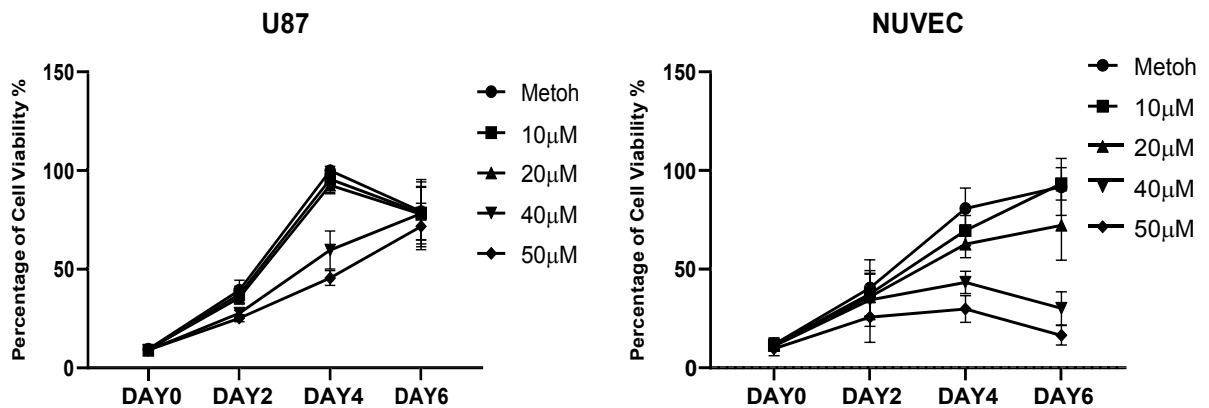 U87
Percentage of Cell Viability %
150
100
50
0
DAY0 DAY2 DAY4 DAY6
Metoh
10μM
20μM
40μM
50μM
NUVEC
Percentage of Cell Viability %
150
100
50
0
DAY0 DAY2 DAY4 DAY6
Metoh
10μM
20μM
40μM
50μM